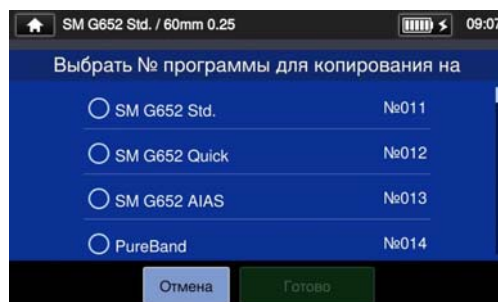 SM G652 Std. / 60mm 0.25 09:07
Выбрать № программы для копирования на
SM G652 Std. №011
SM G652 Quick №012
SM G652 AIAS №013
PureBand №014
Отмена Готово